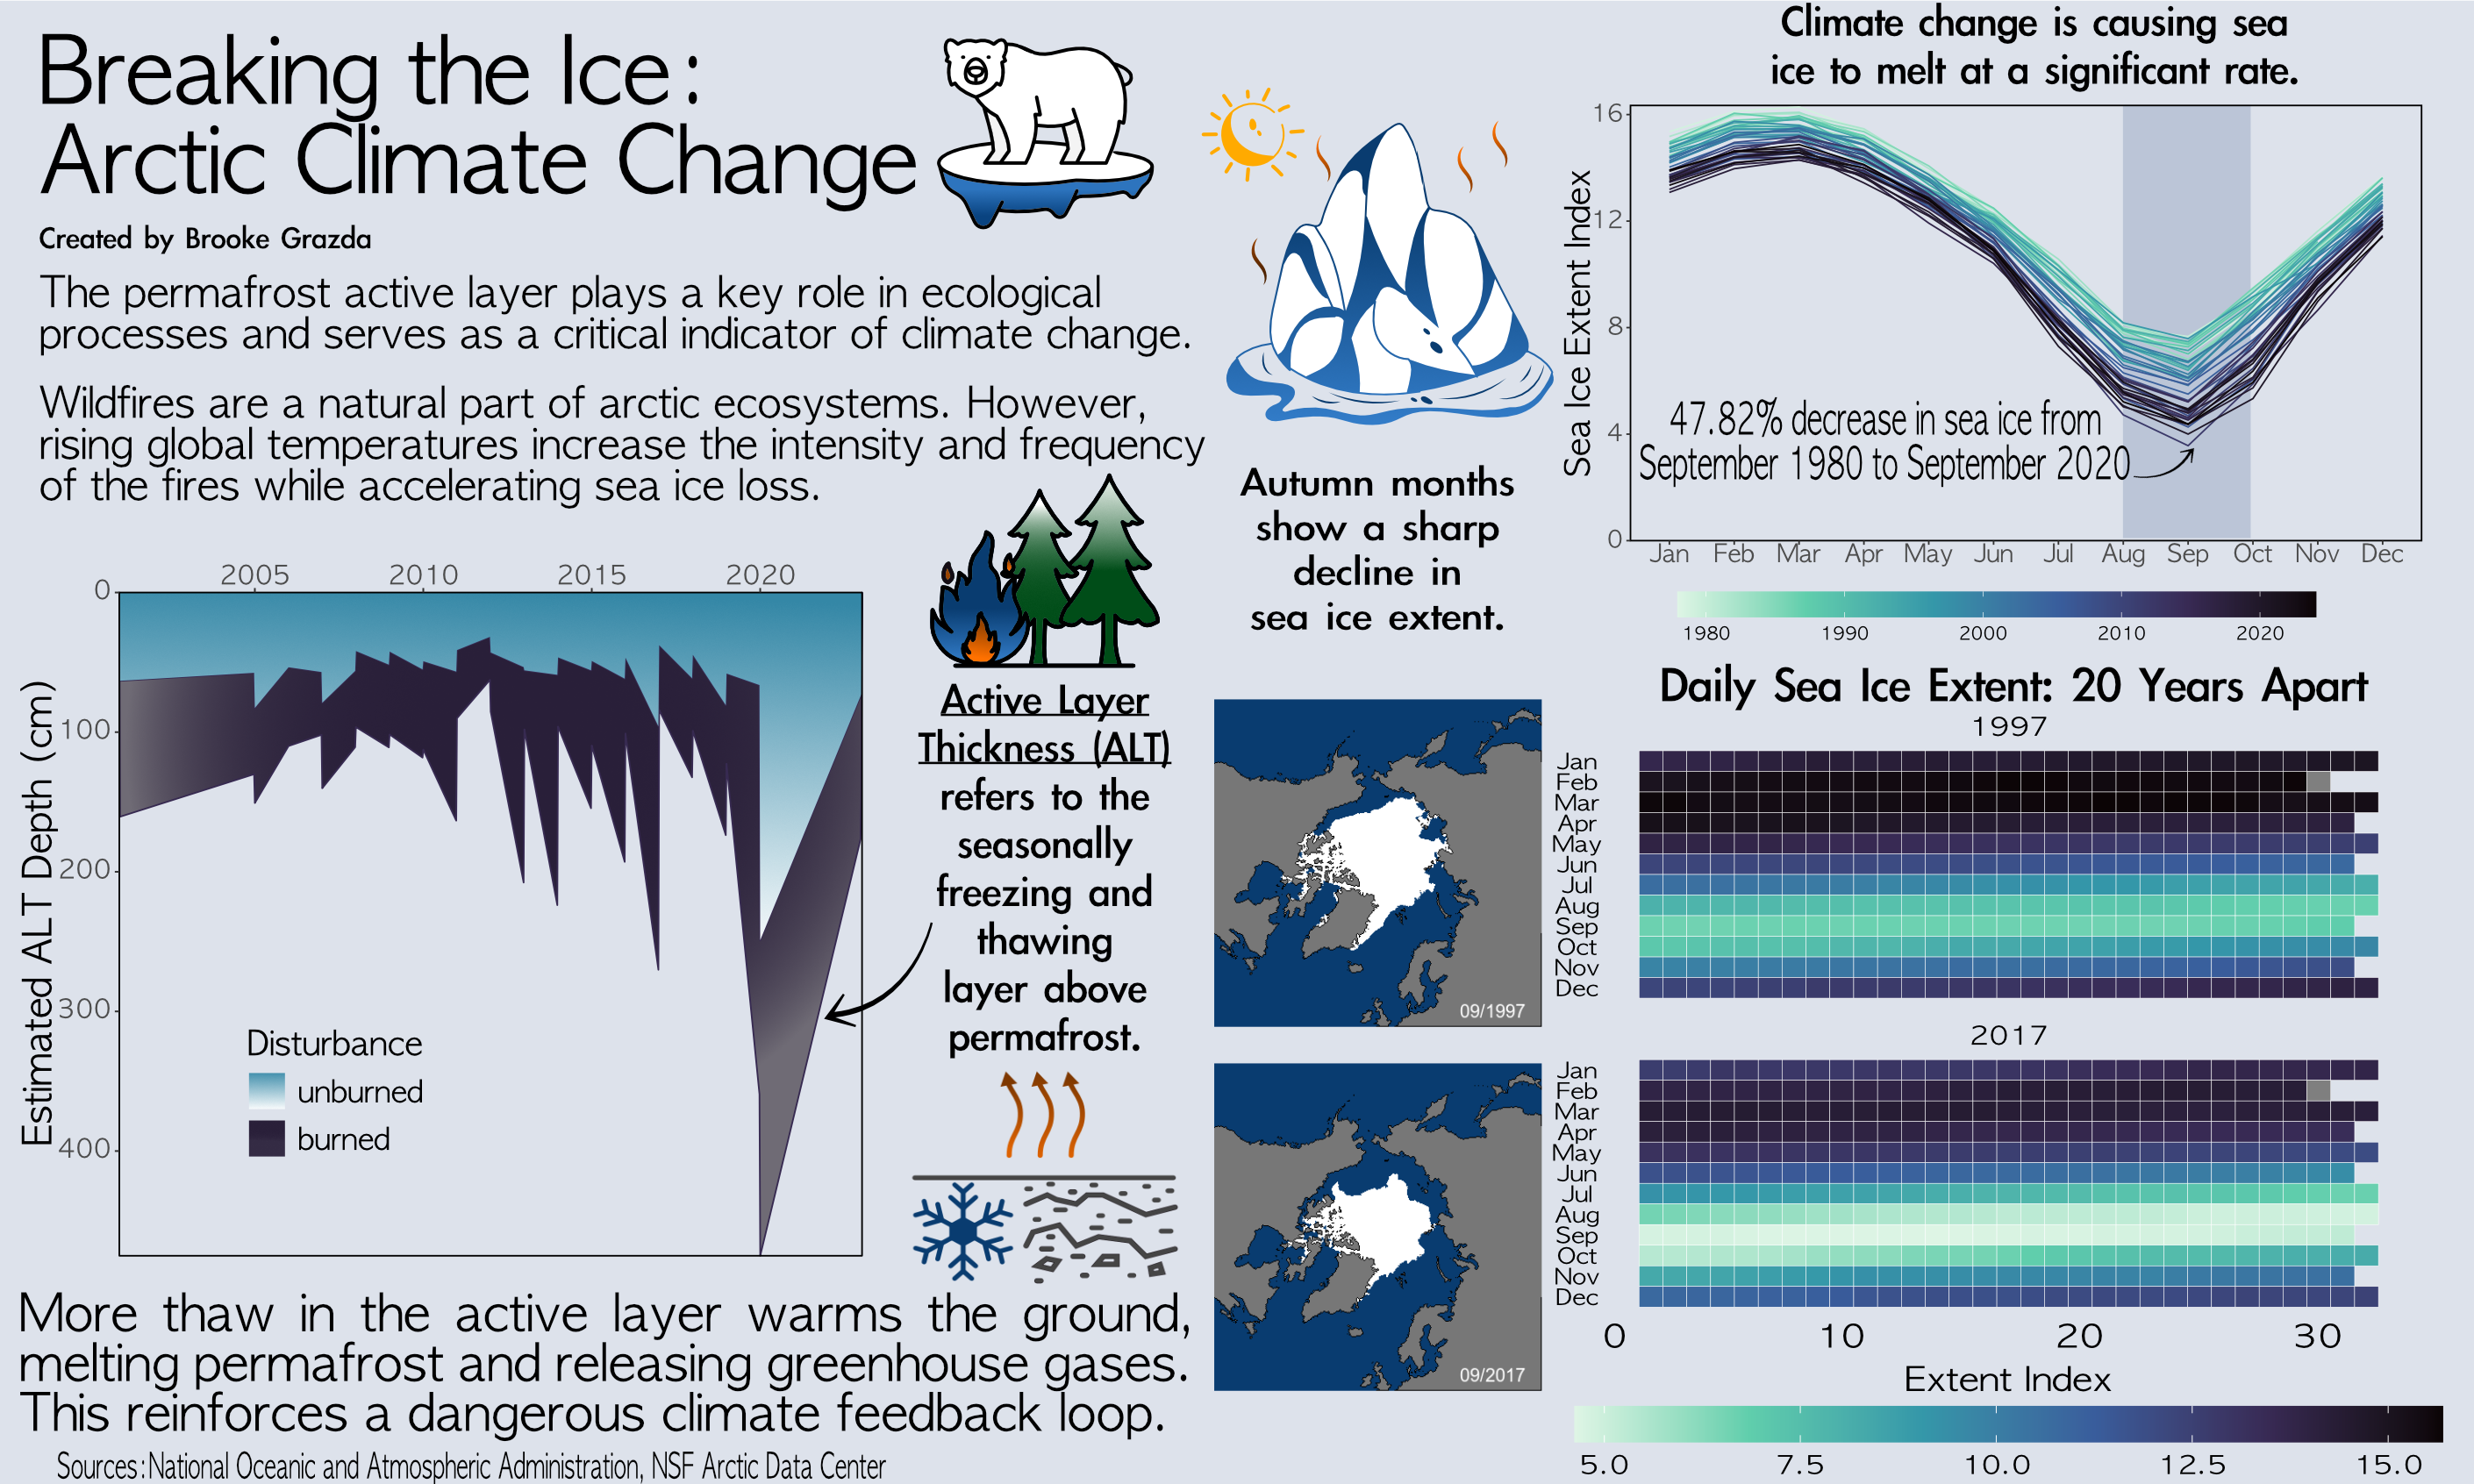 Breaking the Ice:
Arctic Climate Change
Created by Brooke Grazda
The permafrost active layer plays a key role in ecological
processes and serves as a critical indicator of climate change.
Wildfires are a natural part of arctic ecosystems. However,
rising global temperatures increase the intensity and frequency
of the fires while accelerating sea ice loss.
2005 2010 2015 2020
Estimated ALT Depth (cm)
0
100
200
300
400
Disturbance
unburned
burned
Active Layer
Thickness (ALT)
refers to the
seasonally
freezing and
thawing
layer above
permafrost.
More thaw in the active layer warms the ground,
melting permafrost and releasing greenhouse gases.
This reinforces a dangerous climate feedback loop.
Sources: National Oceanic and Atmospheric Administration, NSF Arctic Data Center
Autumn months
show a sharp
decline in
sea ice extent.
09/1997
09/2017
Climate change is causing sea
ice to melt at a significant rate.
Sea Ice Extent Index
16
12
8
4
0
47.82% decrease in sea ice from
September 1980 to September 2020
Jan Feb Mar Apr May Jun Jul Aug Sep Oct Nov Dec
1980 1990 2000 2010 2020
Daily Sea Ice Extent: 20 Years Apart
1997
Jan
Feb
Mar
Apr
May
Jun
Jul
Aug
Sep
Oct
Nov
Dec
2017
Jan
Feb
Mar
Apr
May
Jun
Jul
Aug
Sep
Oct
Nov
Dec
0 10 20 30
Extent Index
5.0 7.5 10.0 12.5 15.0